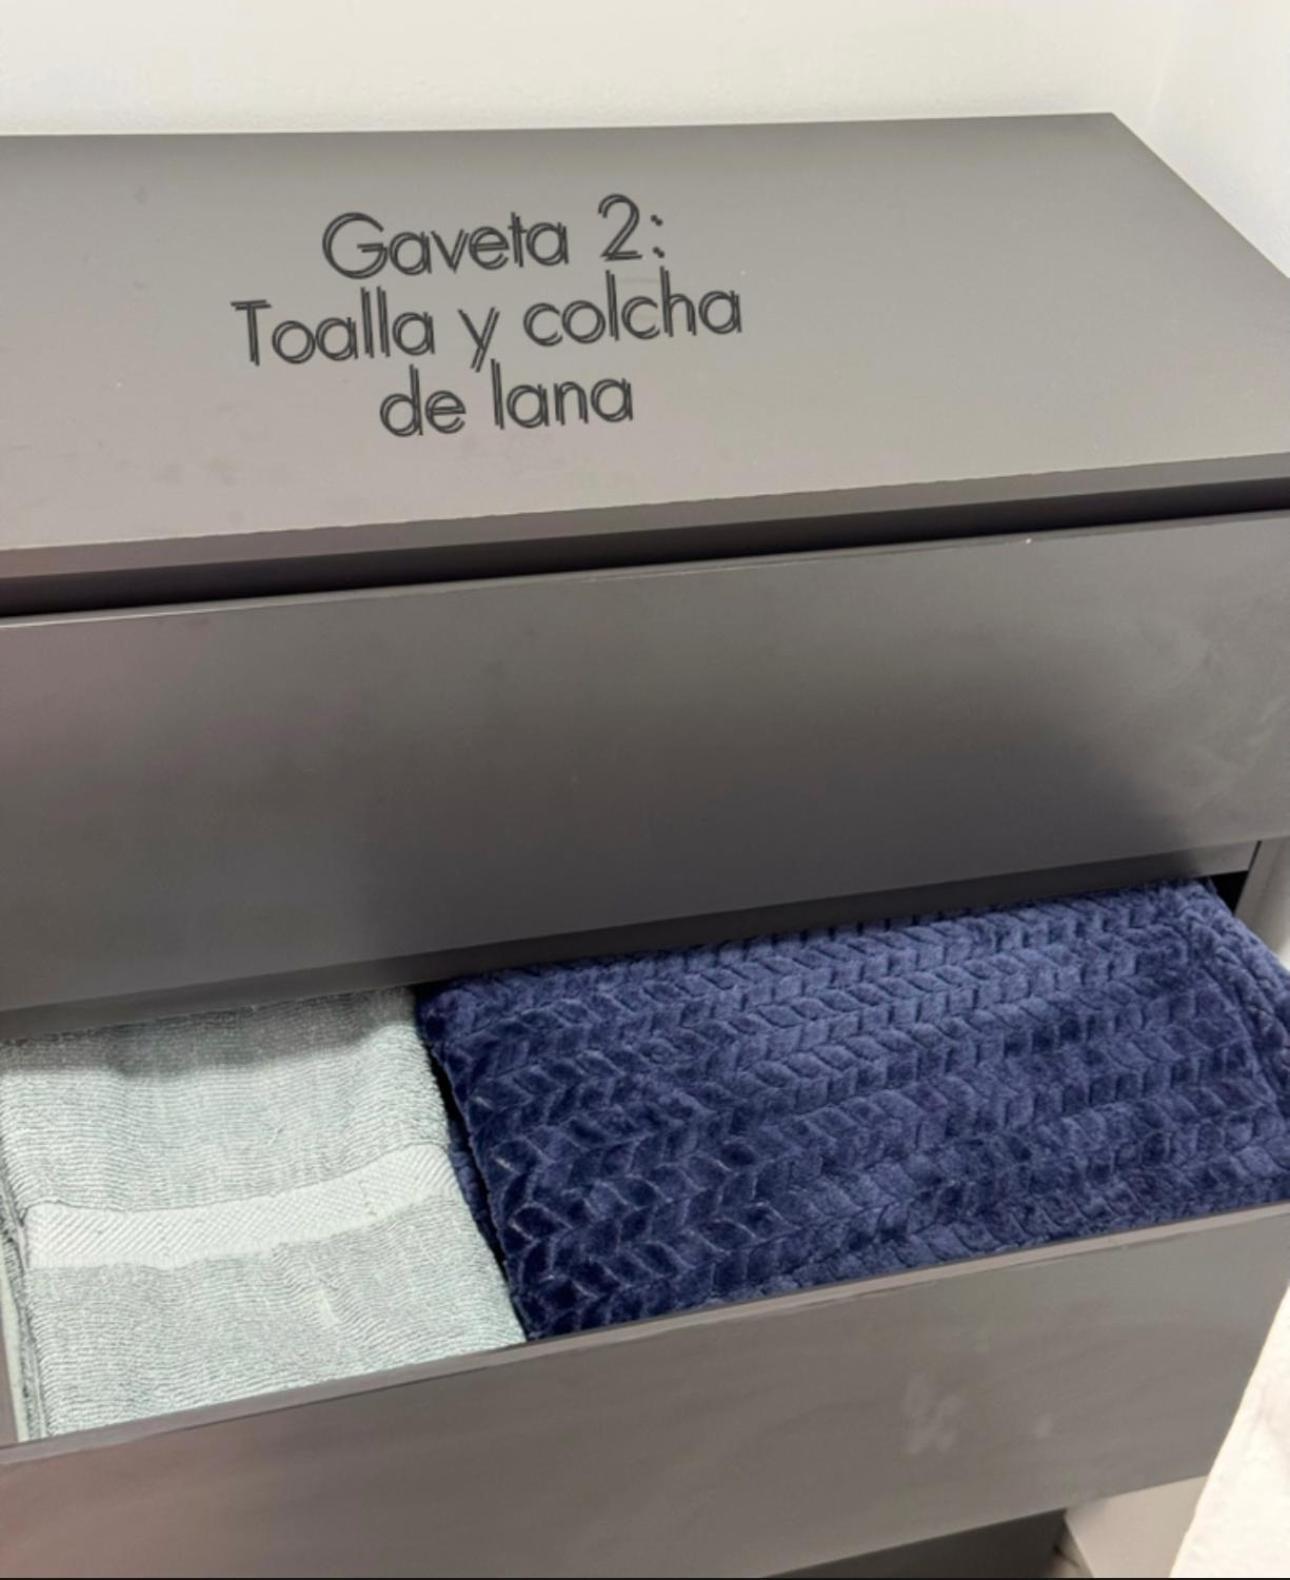 Gaveta 2:
Toalla y colcha
de lana